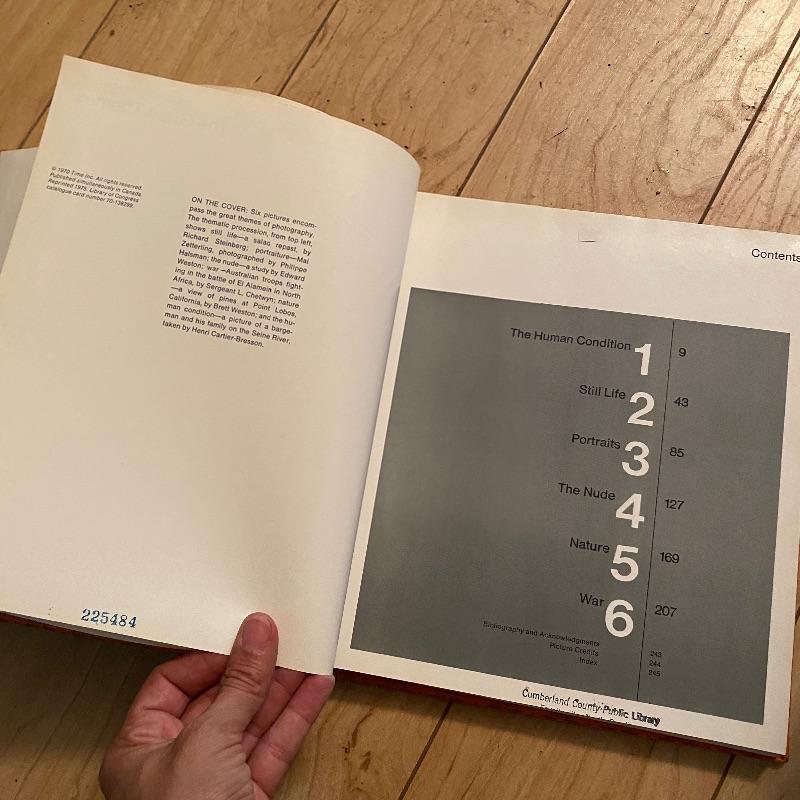 © 1970 Time Inc. All rights reserved.
Published simultaneously in Canada.
Reprinted 1975. Library of Congress
catalogue card number 70-138299.
ON THE COVER: Six pictures encom-
pass the great themes of photography.
The thematic procession, from top left,
shows still life—a salad repast, by
Richard Steinberg; portraiture—Mai
Zetterling, photographed by Philippe
Halsman; the nude—a study by Edward
Weston; war—Australian troops fight-
ing in the battle of El Alamein in North
Africa, by Sergeant L. Chetwyn; nature
—a view of pines at Point Lobos,
California, by Brett Weston; and the hu-
man condition—a picture of a barge-
man and his family on the Seine River,
taken by Henri Cartier-Bresson.
225484
Contents
The Human Condition 1 9
Still Life 2 43
Portraits 3 85
The Nude 4 127
Nature 5 169
War 6 207
Bibliography and Acknowledgments 243
Picture Credits 244
Index 245
Cumberland County Public Library